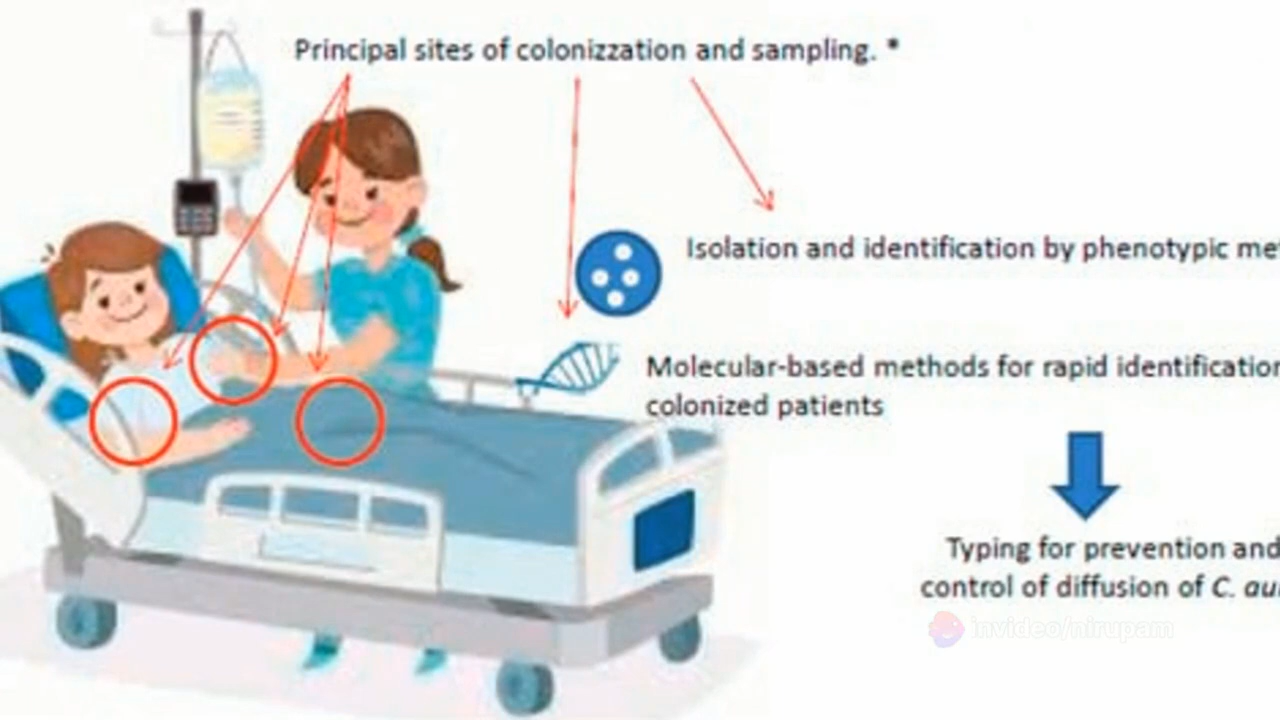 Principal sites of colonizzation and sampling. *
Isolation and identification by phenotypic me
Molecular-based methods for rapid identification
colonized patients
Typing for prevention and
control of diffusion of C. au
invideo/nirupam